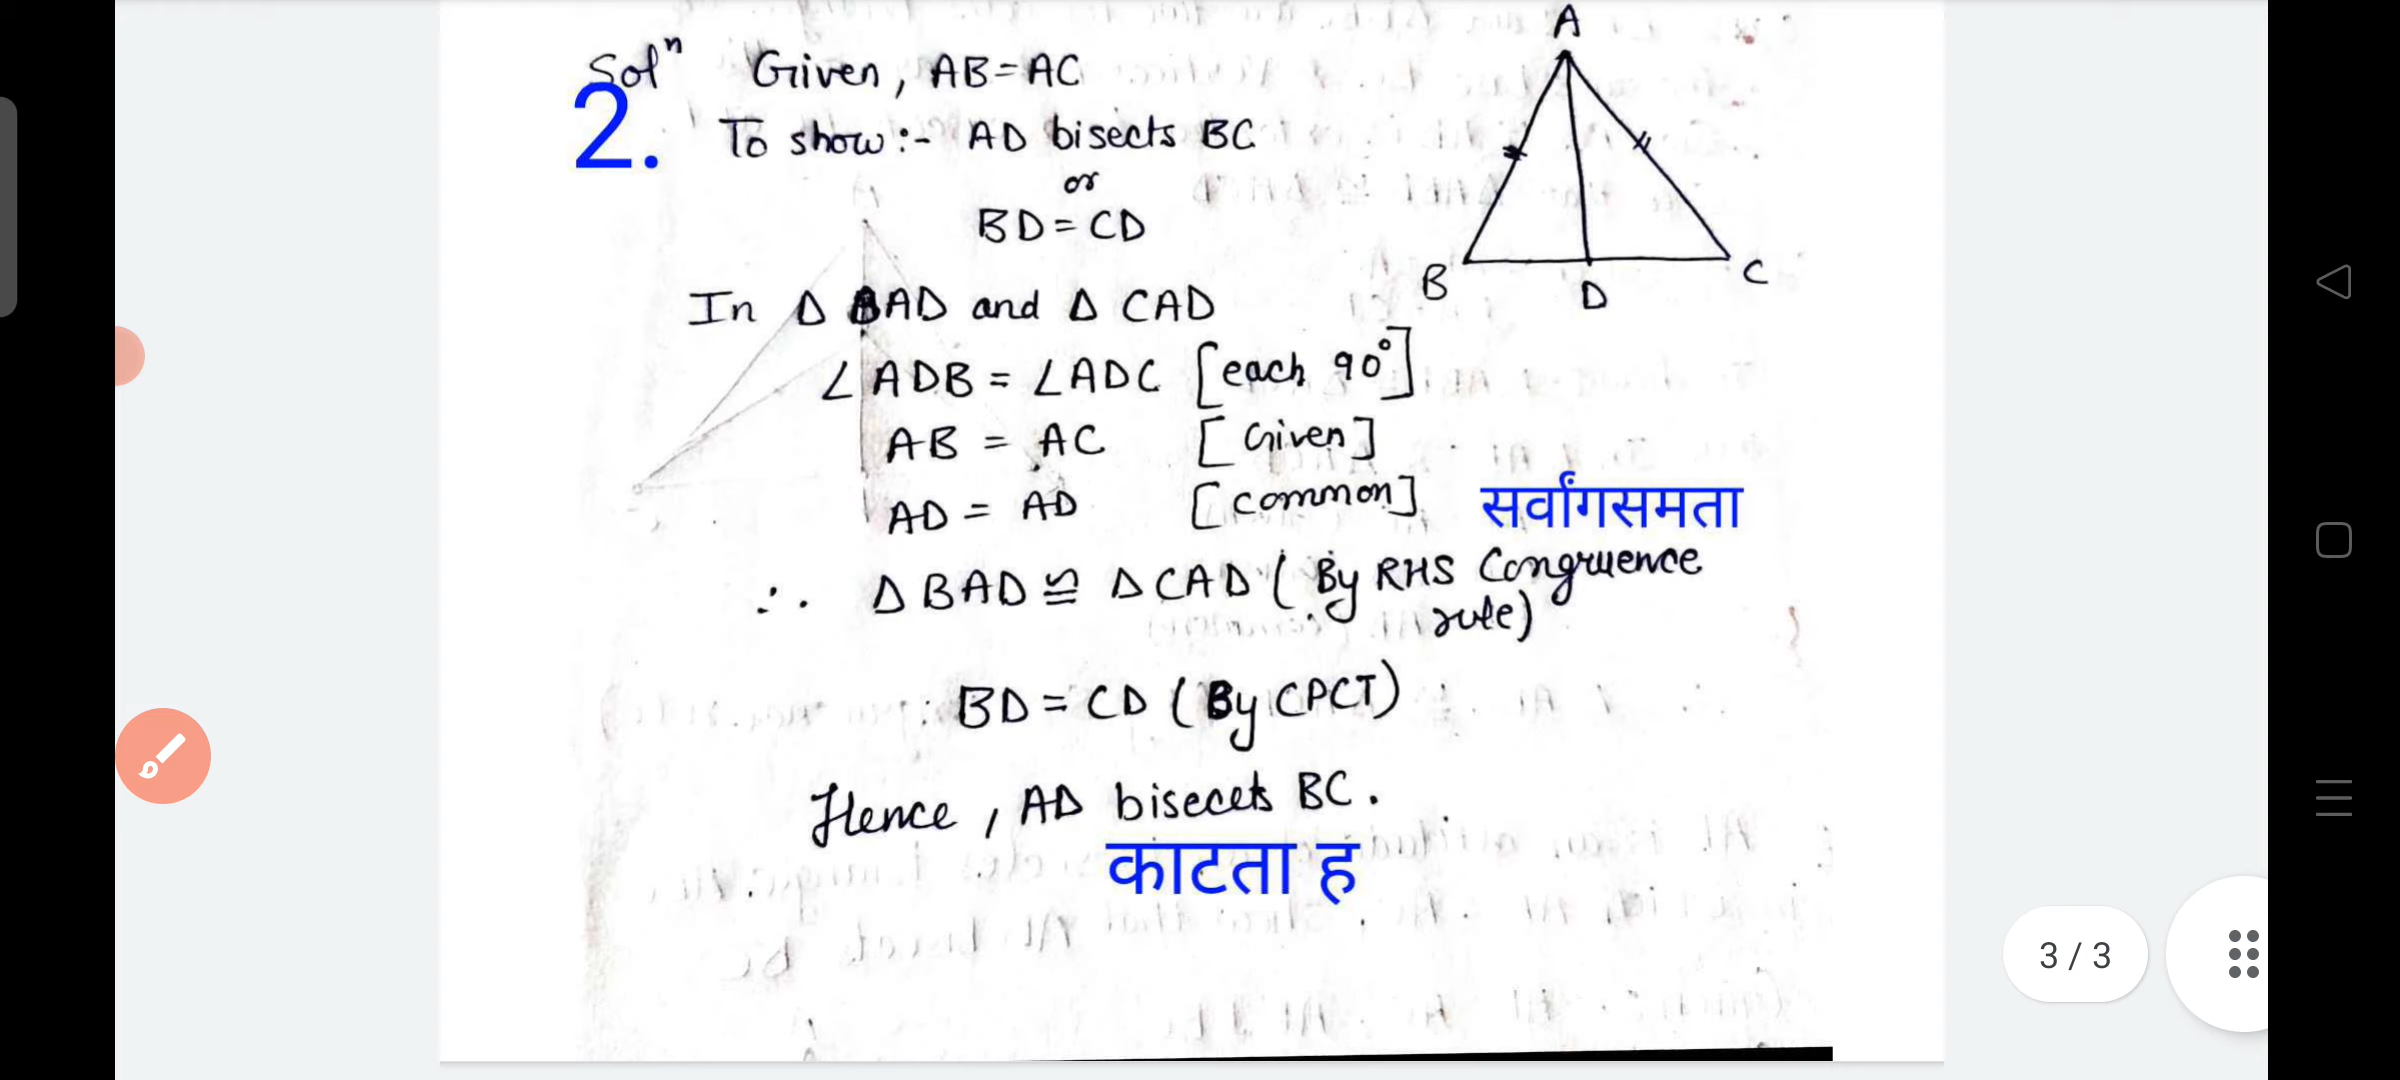 Solⁿ Given, AB=AC
2. To show:- AD bisects BC
or
BD = CD
A
B
D
C
In Δ BAD and Δ CAD
∠ADB = ∠ADC [each 90°]
AB = AC [Given]
AD = AD [common]
सर्वांगसमता
∴ ΔBAD ≅ ΔCAD (By RHS Congruence
rule)
BD = CD (By CPCT)
Hence, AD bisecets BC.
काटता ह
3 / 3